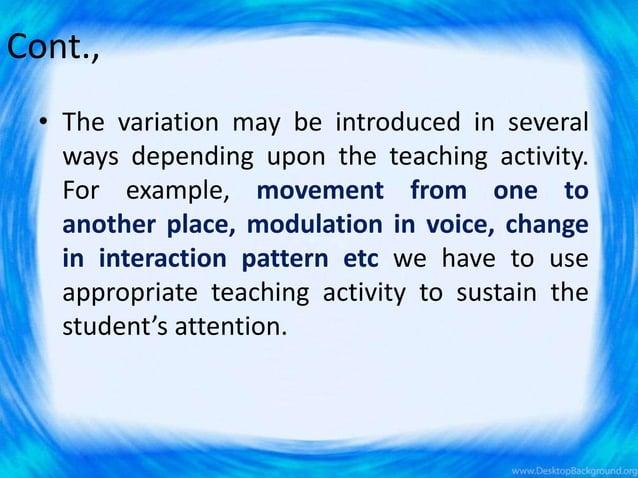 Cont.,
• The variation may be introduced in several
ways depending upon the teaching activity.
For example, movement from one to
another place, modulation in voice, change
in interaction pattern etc we have to use
appropriate teaching activity to sustain the
student’s attention.
www.DesktopBackground.org